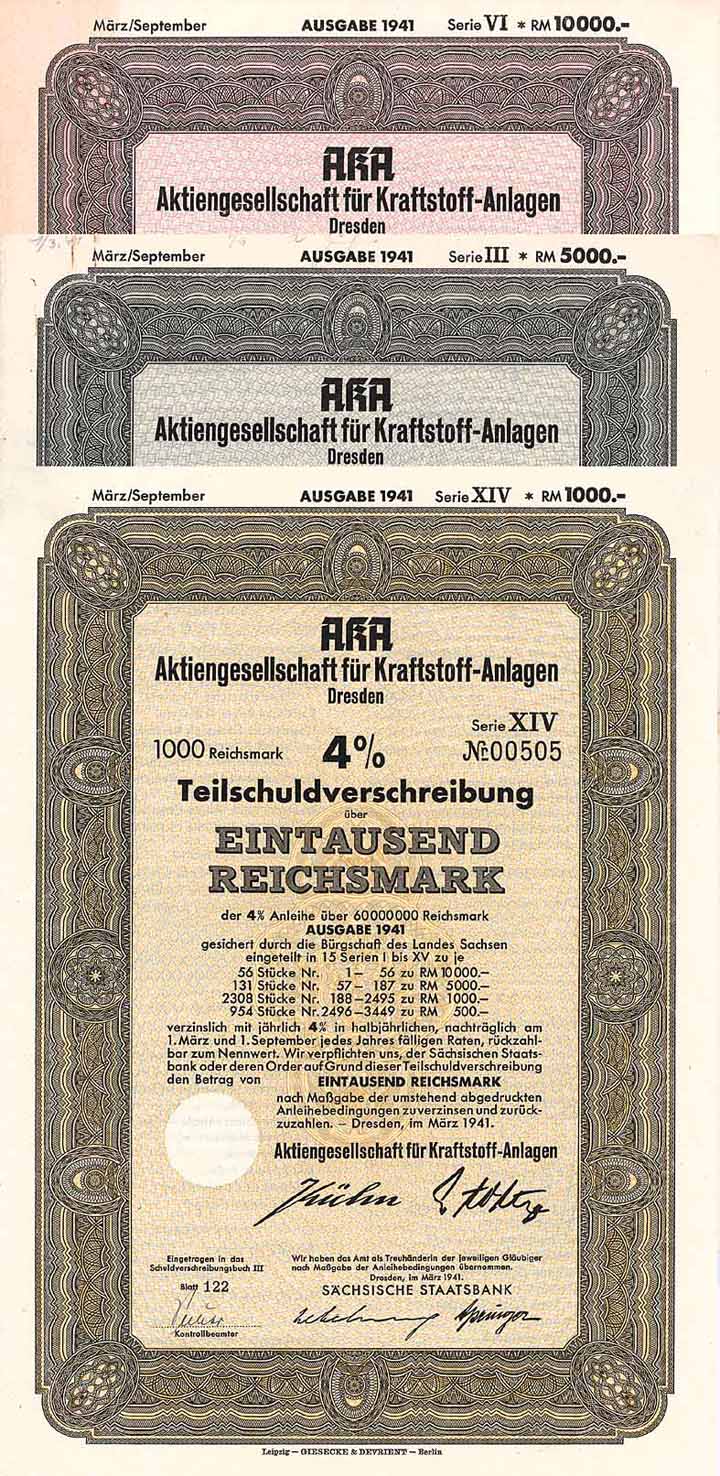 März/September AUSGABE 1941 Serie VI * RM 10000.-
AKA
Aktiengesellschaft für Kraftstoff-Anlagen
Dresden
März/September AUSGABE 1941 Serie III * RM 5000.-
AKA
Aktiengesellschaft für Kraftstoff-Anlagen
Dresden
März/September AUSGABE 1941 Serie XIV * RM 1000.-
AKA
Aktiengesellschaft für Kraftstoff-Anlagen
Dresden
Serie XIV
1000 Reichsmark 4% № 00505
Teilschuldverschreibung
über
EINTAUSEND
REICHSMARK
der 4% Anleihe über 60000000 Reichsmark
AUSGABE 1941
gesichert durch die Bürgschaft des Landes Sachsen
eingeteilt in 15 Serien I bis XV zu je
56 Stücke Nr. 1 – 56 zu RM 10000.–
131 Stücke Nr. 57 – 187 zu RM 5000.–
2308 Stücke Nr. 188–2495 zu RM 1000.–
954 Stücke Nr. 2496–3449 zu RM 500.–
verzinslich mit jährlich 4% in halbjährlichen, nachträglich am
1. März und 1. September jedes Jahres fälligen Raten, rückzahl-
bar zum Nennwert. Wir verpflichten uns, der Sächsischen Staats-
bank oder deren Order auf Grund dieser Teilschuldverschreibung
den Betrag von EINTAUSEND REICHSMARK
nach Maßgabe der umstehend abgedruckten
Anleihebedingungen zu verzinsen und zurück-
zuzahlen. – Dresden, im März 1941.
Aktiengesellschaft für Kraftstoff-Anlagen
Eingetragen in das
Schuldverschreibungsbuch III
Blatt 122
Kontrollbeamter
Wir haben das Amt als Treuhänderin der jeweiligen Gläubiger
nach Maßgabe der Anleihebedingungen übernommen.
Dresden, im März 1941.
SÄCHSISCHE STAATSBANK
Leipzig – GIESECKE & DEVRIENT – Berlin